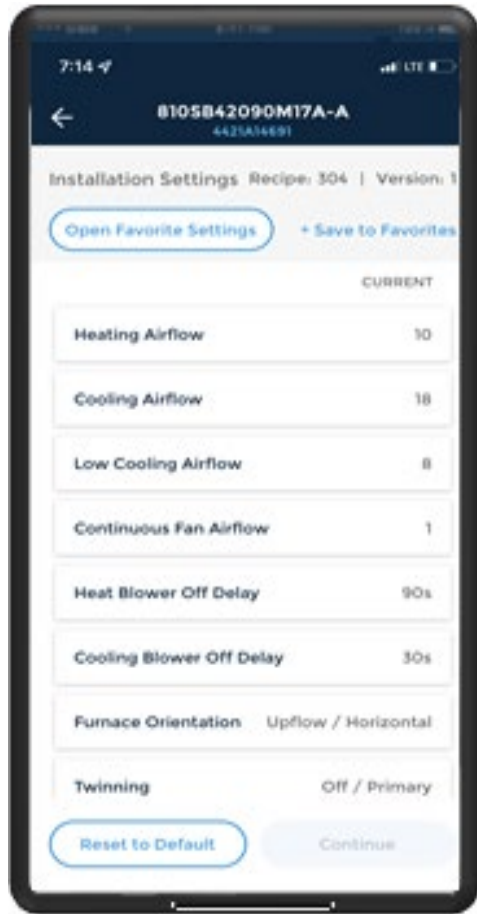 7:14 LTE
810SB42090M17A-A
4421A14691
Installation Settings Recipe: 304 | Version: 1
Open Favorite Settings + Save to Favorites
CURRENT
Heating Airflow 10
Cooling Airflow 18
Low Cooling Airflow 8
Continuous Fan Airflow 1
Heat Blower Off Delay 90s
Cooling Blower Off Delay 30s
Furnace Orientation Upflow / Horizontal
Twinning Off / Primary
Reset to Default Continue